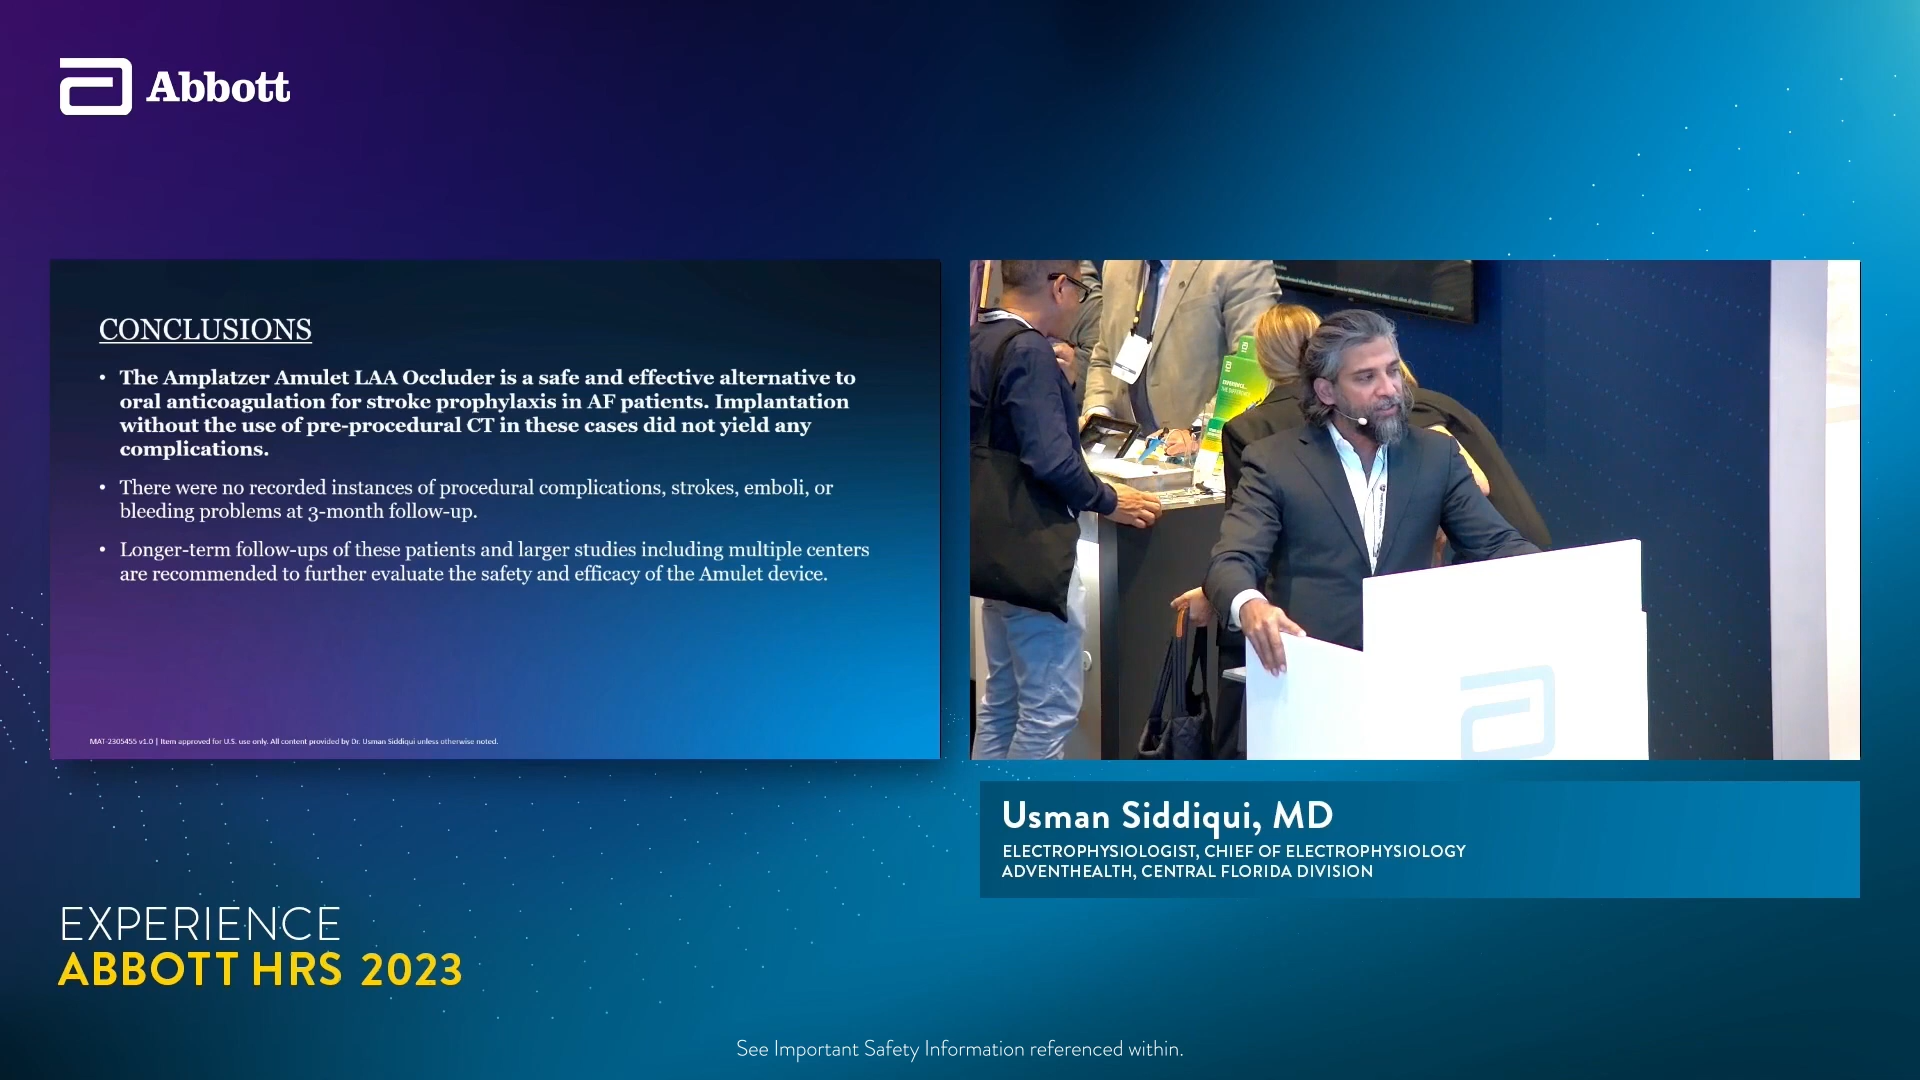 Abbott
CONCLUSIONS
• The Amplatzer Amulet LAA Occluder is a safe and effective alternative to
oral anticoagulation for stroke prophylaxis in AF patients. Implantation
without the use of pre-procedural CT in these cases did not yield any
complications.
• There were no recorded instances of procedural complications, strokes, emboli, or
bleeding problems at 3-month follow-up.
• Longer-term follow-ups of these patients and larger studies including multiple centers
are recommended to further evaluate the safety and efficacy of the Amulet device.
MAT-2305455 v1.0 | Item approved for U.S. use only. All content provided by Dr. Usman Siddiqui unless otherwise noted.
Usman Siddiqui, MD
ELECTROPHYSIOLOGIST, CHIEF OF ELECTROPHYSIOLOGY
ADVENTHEALTH, CENTRAL FLORIDA DIVISION
EXPERIENCE
ABBOTT HRS 2023
See Important Safety Information referenced within.